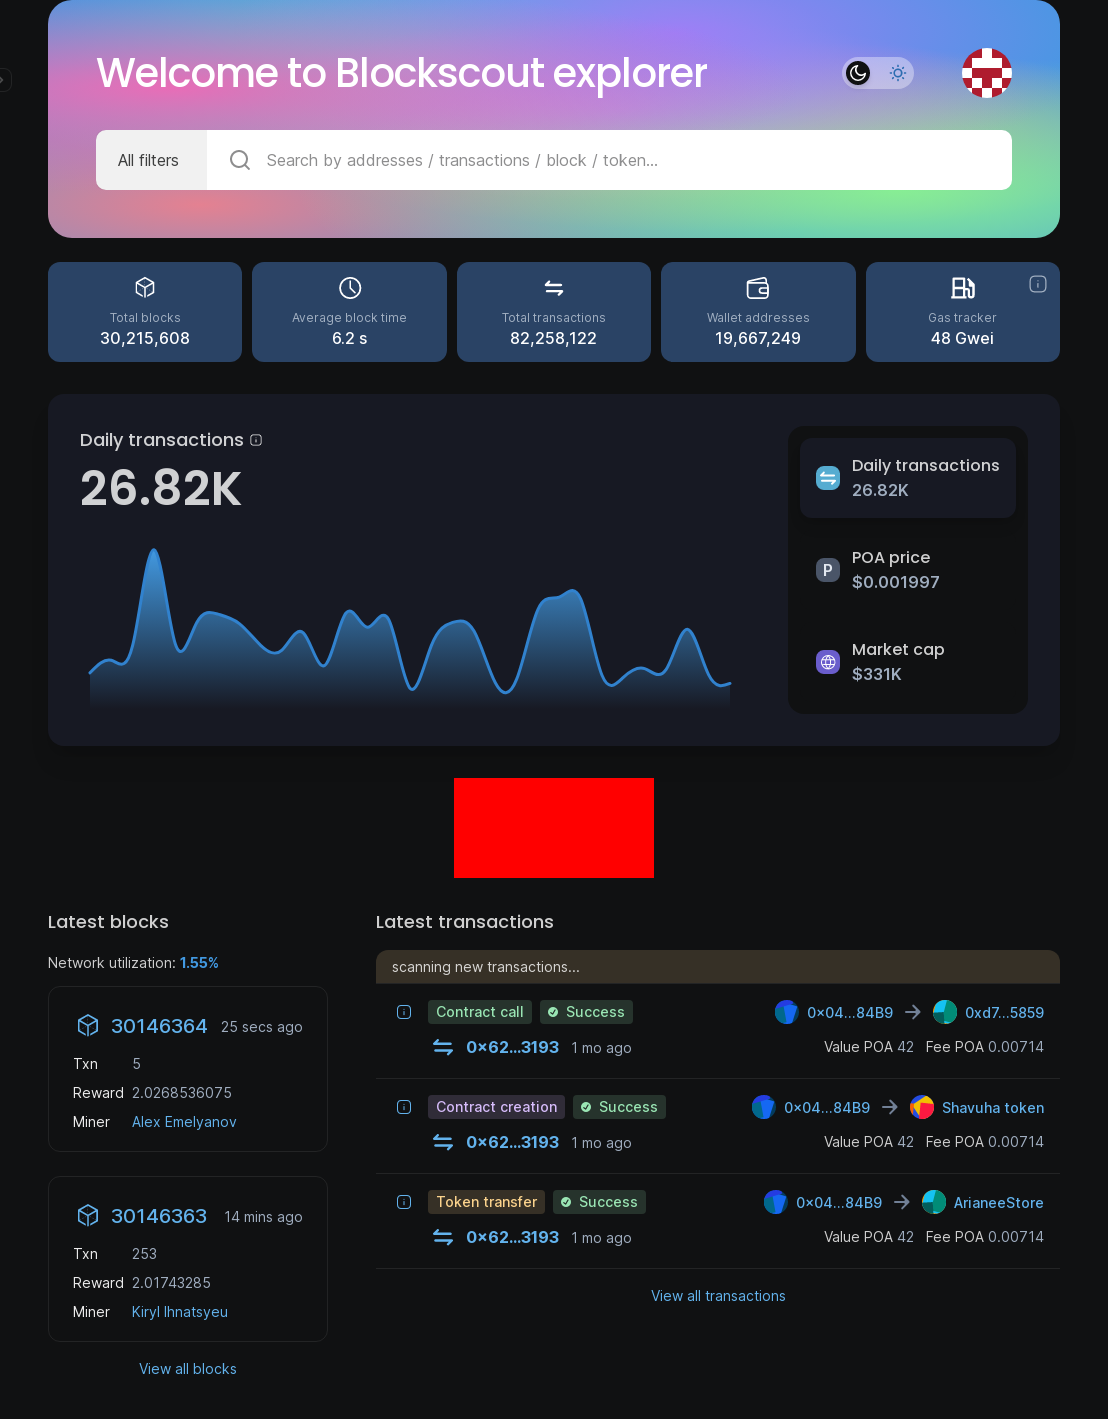 Welcome to Blockscout explorer
All filters
Search by addresses / transactions / block / token...
Total blocks
30,215,608
Average block time
6.2 s
Total transactions
82,258,122
Wallet addresses
19,667,249
Gas tracker
48 Gwei
Daily transactions
26.82K
Daily transactions
26.82K
P
POA price
$0.001997
Market cap
$331K
Latest blocks
Network utilization: 1.55%
30146364 25 secs ago
Txn 5
Reward 2.0268536075
Miner Alex Emelyanov
30146363 14 mins ago
Txn 253
Reward 2.01743285
Miner Kiryl Ihnatsyeu
View all blocks
Latest transactions
scanning new transactions...
Contract call Success 0x04...84B9 0xd7...5859
0x62...3193 1 mo ago Value POA 42 Fee POA 0.00714
Contract creation Success 0x04...84B9 Shavuha token
0x62...3193 1 mo ago Value POA 42 Fee POA 0.00714
Token transfer Success 0x04...84B9 ArianeeStore
0x62...3193 1 mo ago Value POA 42 Fee POA 0.00714
View all transactions